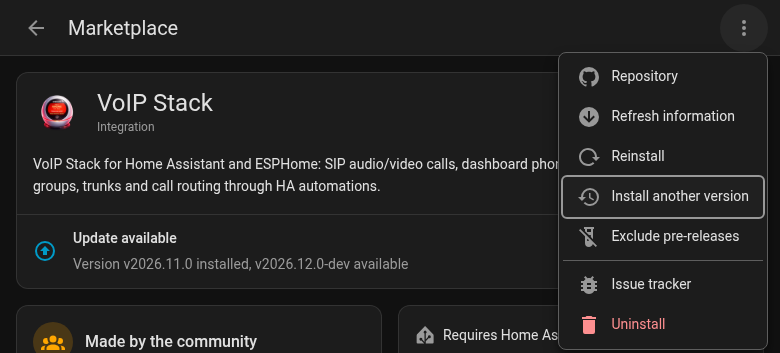 Marketplace
VoIP Stack
Integration
VoIP Stack for Home Assistant and ESPHome: SIP audio/video calls, dashboard
groups, trunks and call routing through HA automations.
Update available
Version v2026.11.0 installed, v2026.12.0-dev available
Made by the community
Requires Home
Repository
Refresh information
Reinstall
Install another version
Exclude pre-releases
Issue tracker
Uninstall